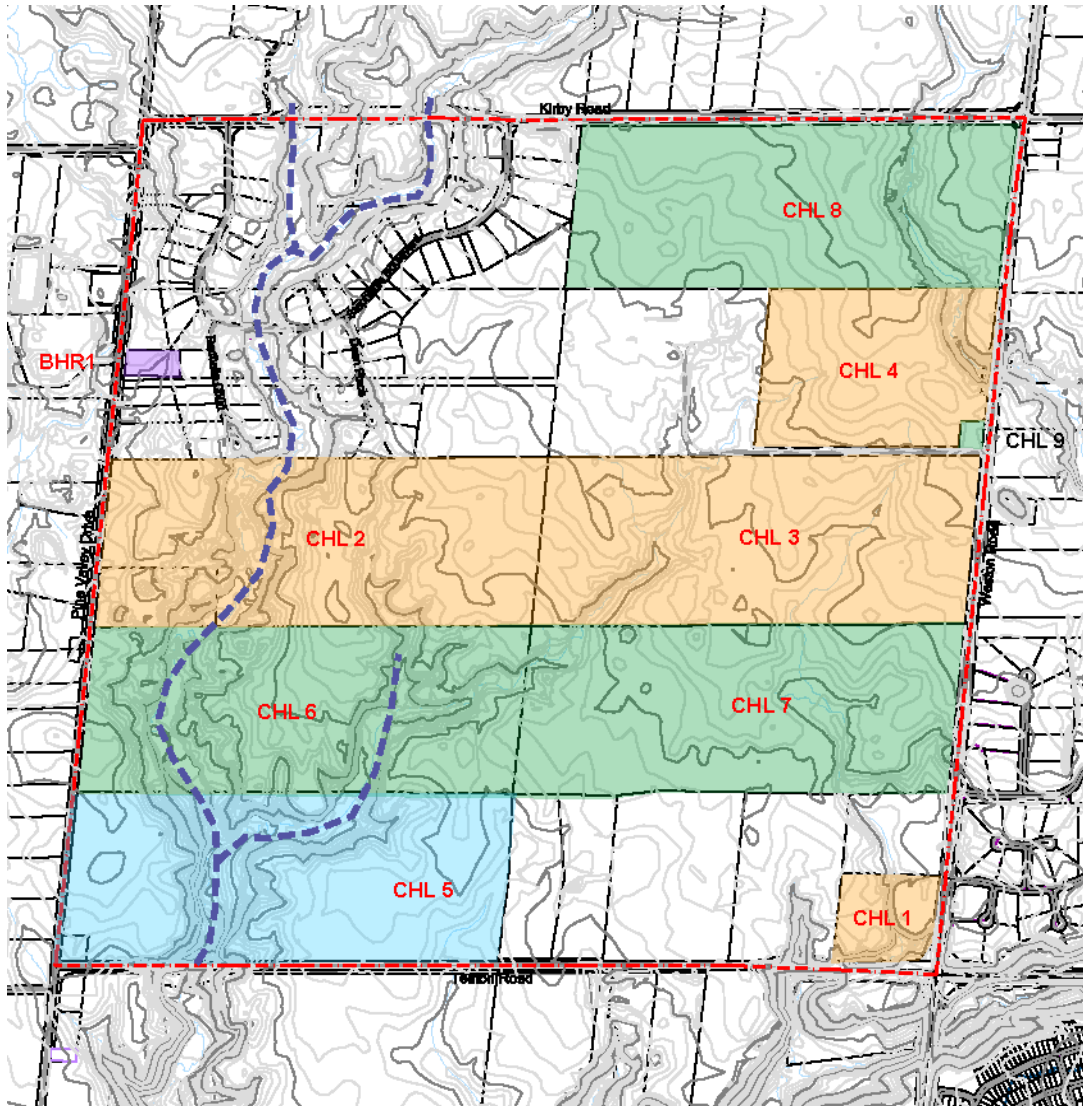 Kirby Road
CHL 8
BHR1
CHL 4
CHL 9
Pine Valley Drive
CHL 2
CHL 3
Weston Road
CHL 6
CHL 7
CHL 5
CHL 1
Teston Road